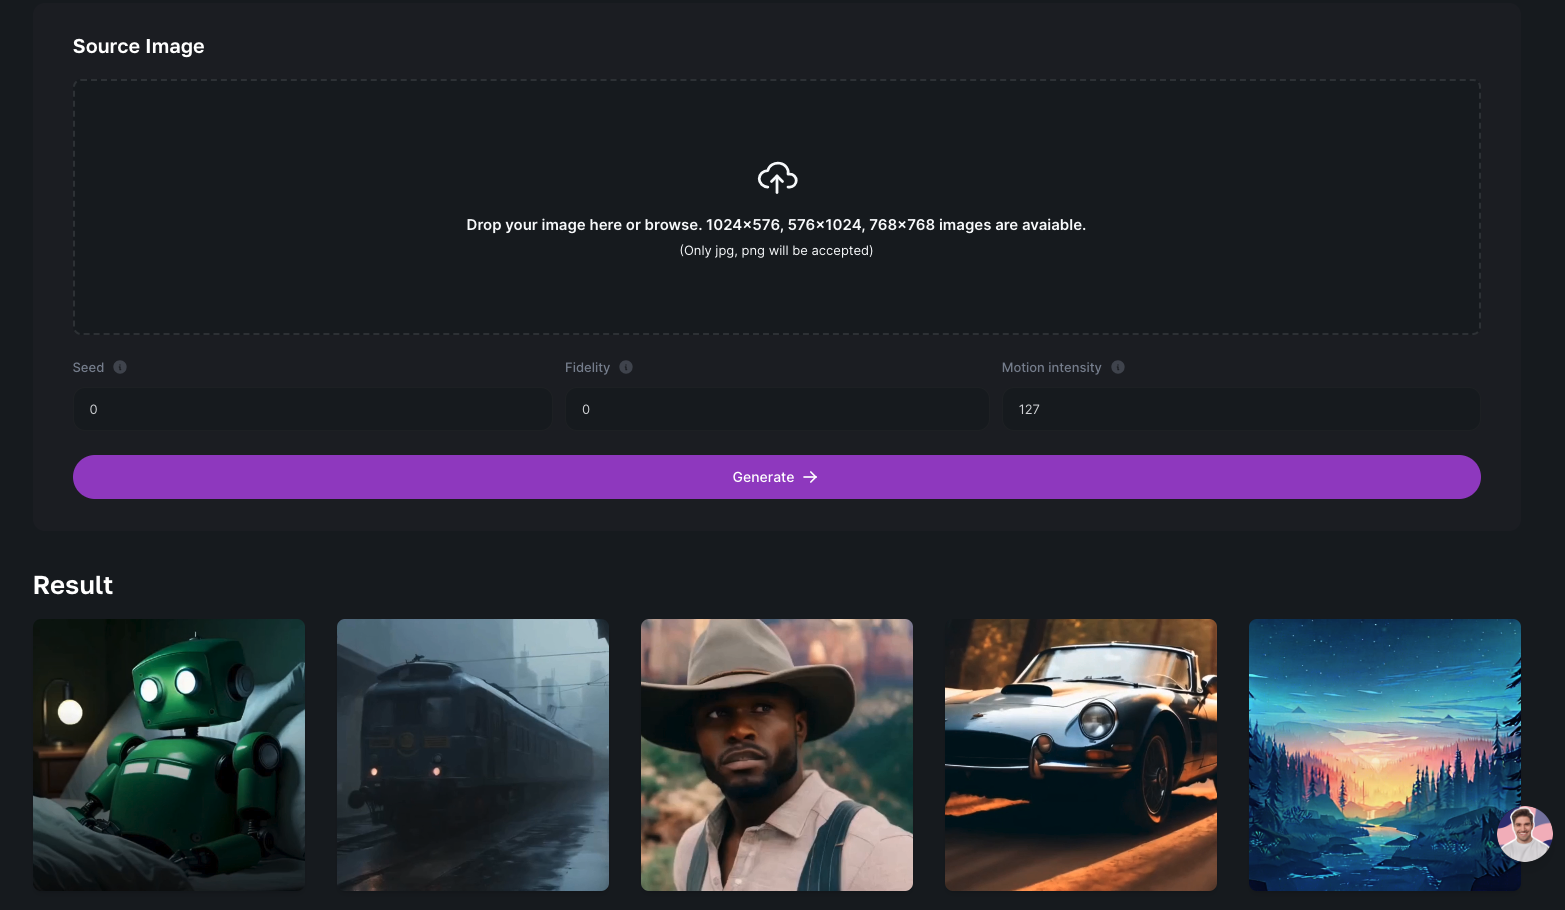 Source Image
Drop your image here or browse. 1024×576, 576×1024, 768×768 images are avaiable.
(Only jpg, png will be accepted)
Seed
Fidelity
Motion intensity
0
0
127
Generate →
Result